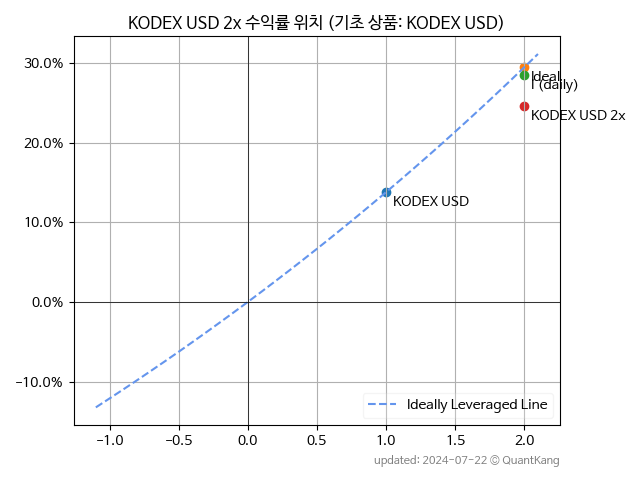 KODEX USD 2x 수익률 위치 (기초 상품: KODEX USD)
30.0%
20.0%
10.0%
0.0%
−10.0%
Ideal
(daily)
KODEX USD 2x
KODEX USD
Ideally Leveraged Line
−1.0
−0.5
0.0
0.5
1.0
1.5
2.0
updated: 2024-07-22 © QuantKang